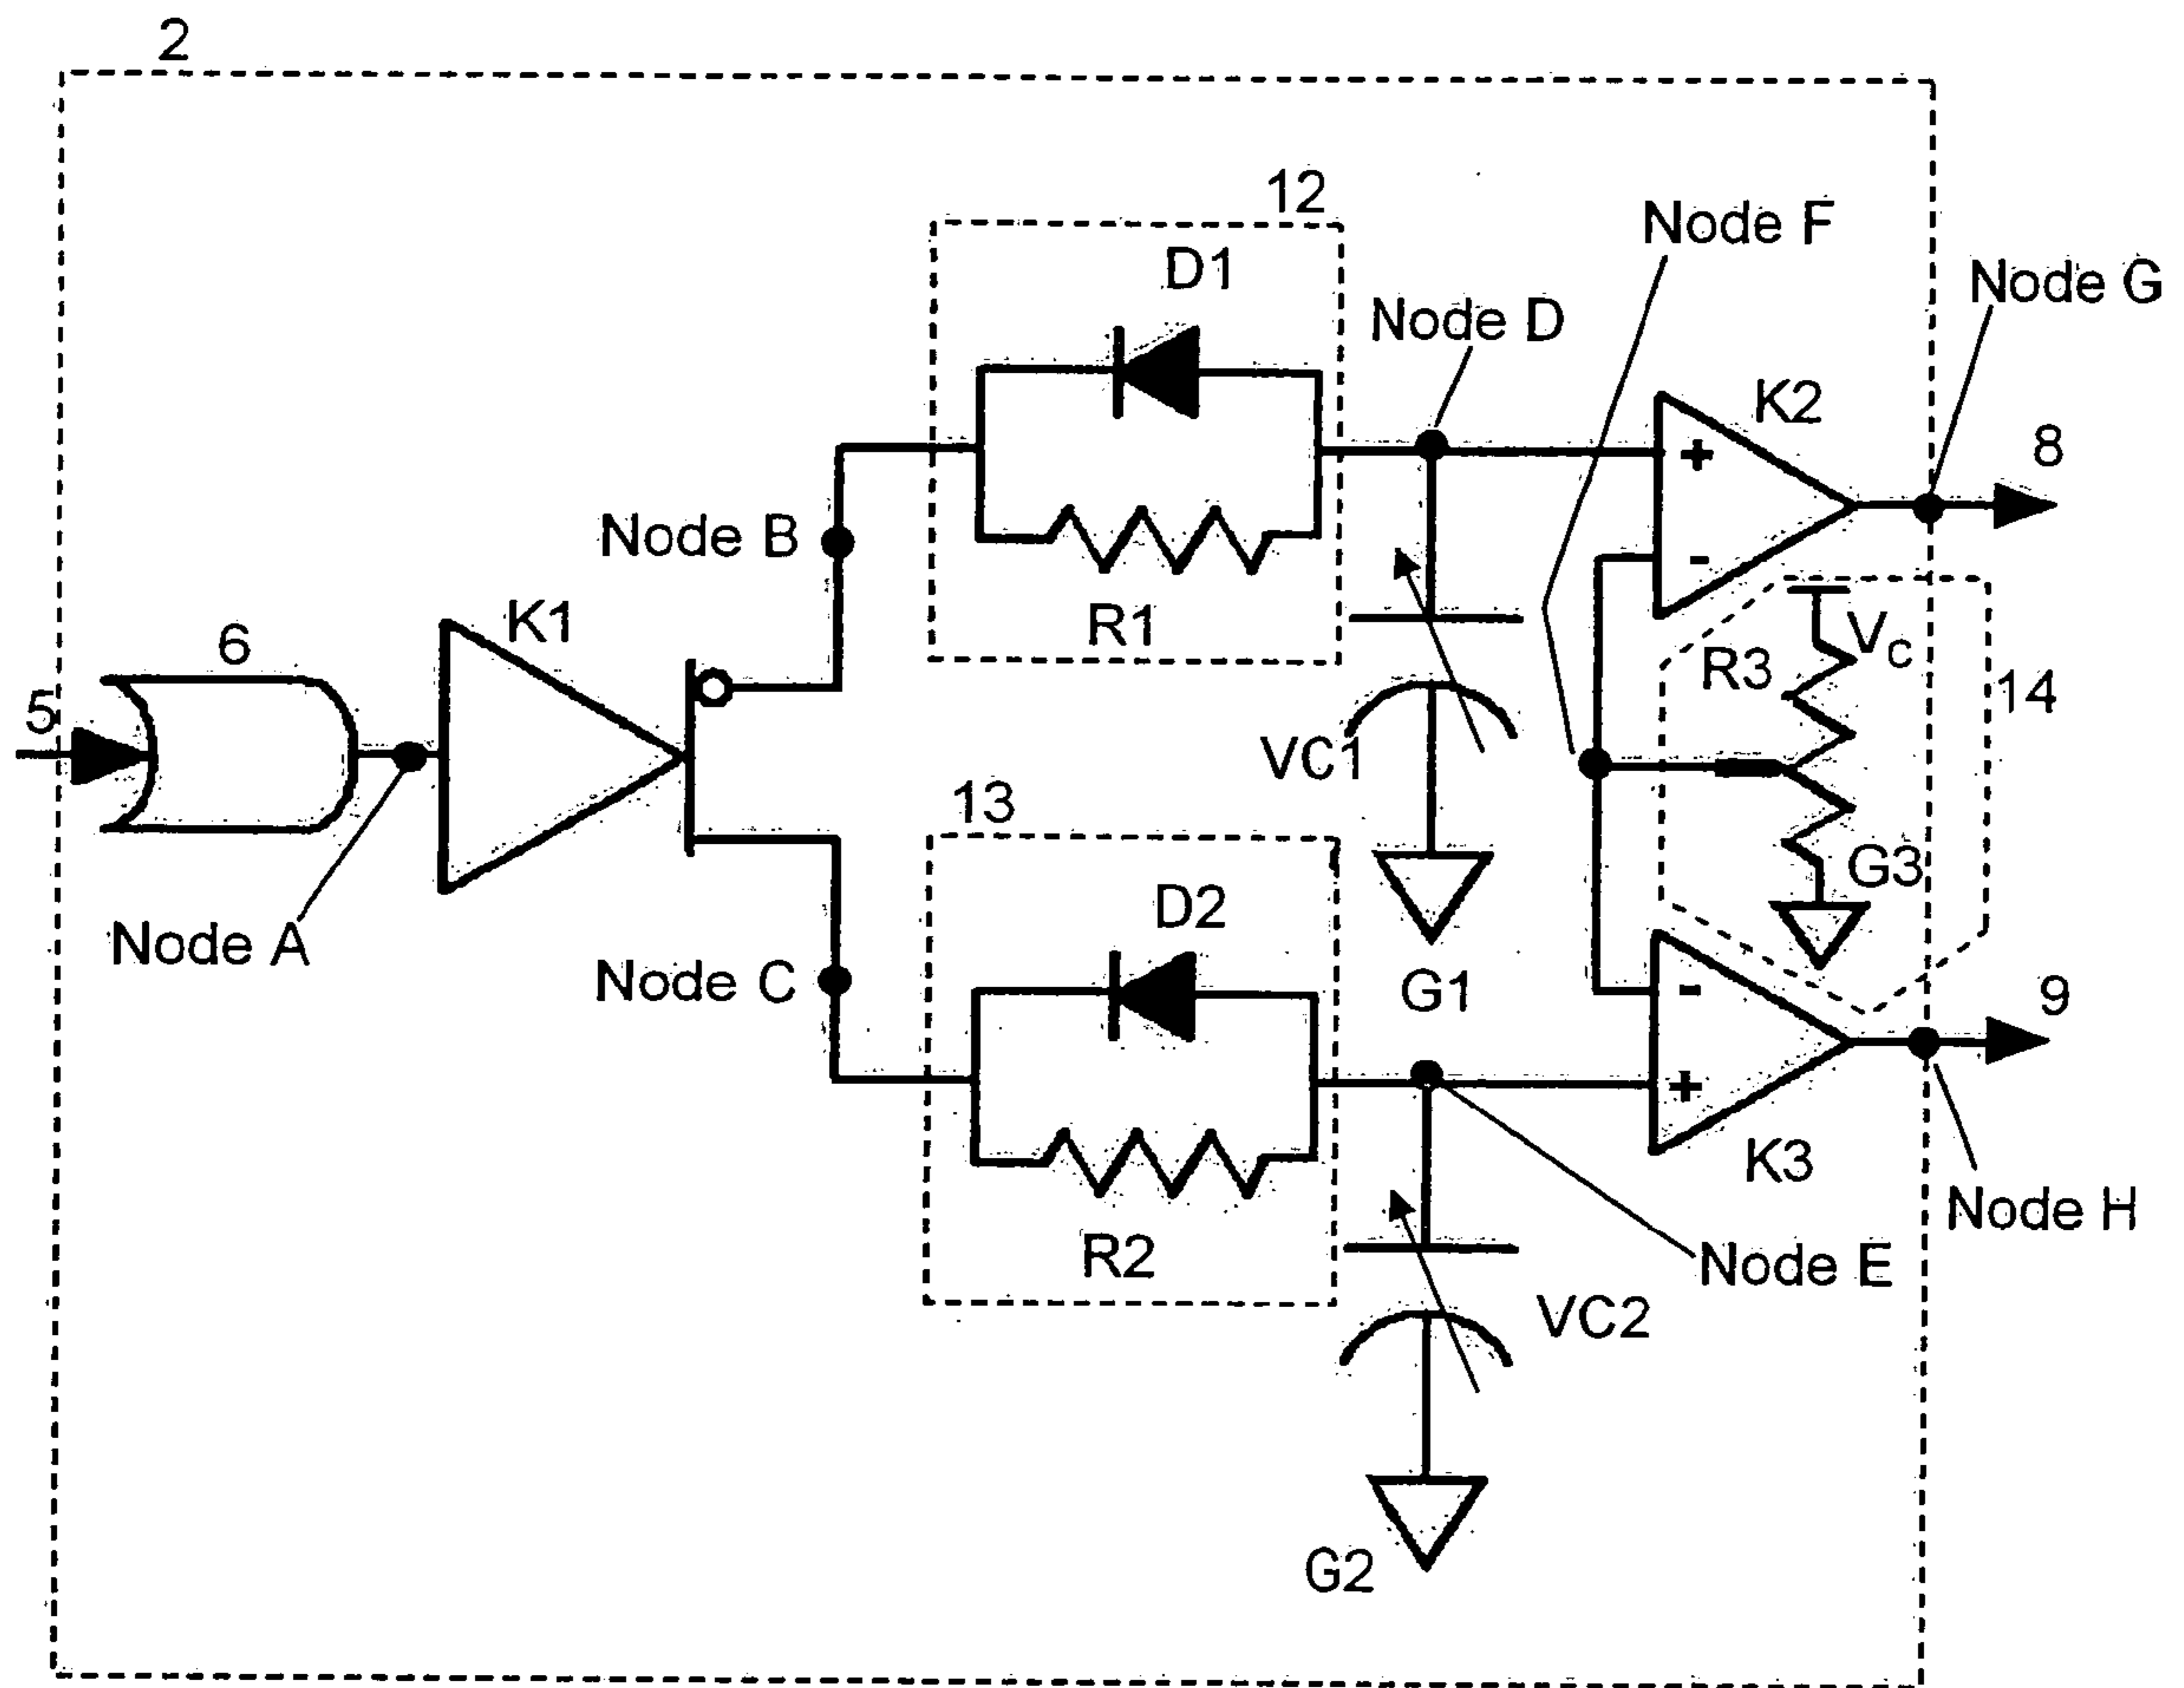 2
12
Node F
D1
Node G
Node D
K2
8
+
Node B
-
K1
R1
VC
6
R3
14
5
VC1
13
G3
D2
Node A
Node C
G1
-
9
+
K3
Node H
R2
Node E
VC2
G2